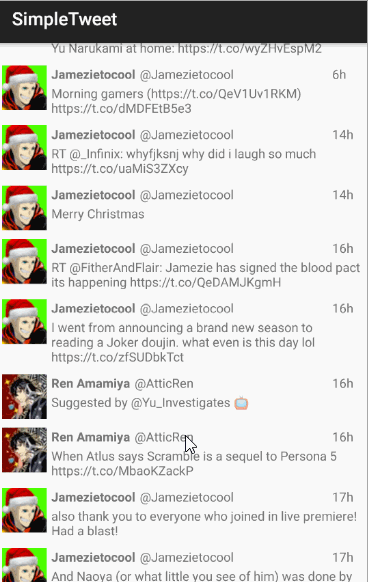 SimpleTweet
Yu Narukami at home: https://t.co/wyZHvEspM2
Jamezietocool @Jamezietocool 6h
Morning gamers (https://t.co/QeV1Uv1RKM)
https://t.co/dMDFEtB5e3
Jamezietocool @Jamezietocool 14h
RT @_Infinix: whyfjksnj why did i laugh so much
https://t.co/uaMiS3ZXcy
Jamezietocool @Jamezietocool 14h
Merry Christmas
Jamezietocool @Jamezietocool 16h
RT @FitherAndFlair: Jamezie has signed the blood pact
its happening https://t.co/QeDAMJKgmH
Jamezietocool @Jamezietocool 16h
I went from announcing a brand new season to
reading a Joker doujin. what even is this day lol
https://t.co/zfSUDbkTct
Ren Amamiya @AtticRen 16h
Suggested by @Yu_Investigates 📺
Ren Amamiya @AtticRen 16h
When Atlus says Scramble is a sequel to Persona 5
https://t.co/MbaoKZackP
Jamezietocool @Jamezietocool 17h
also thank you to everyone who joined in live premiere!
Had a blast!
Jamezietocool @Jamezietocool 17h
And Naoya (or what little you see of him) was done by